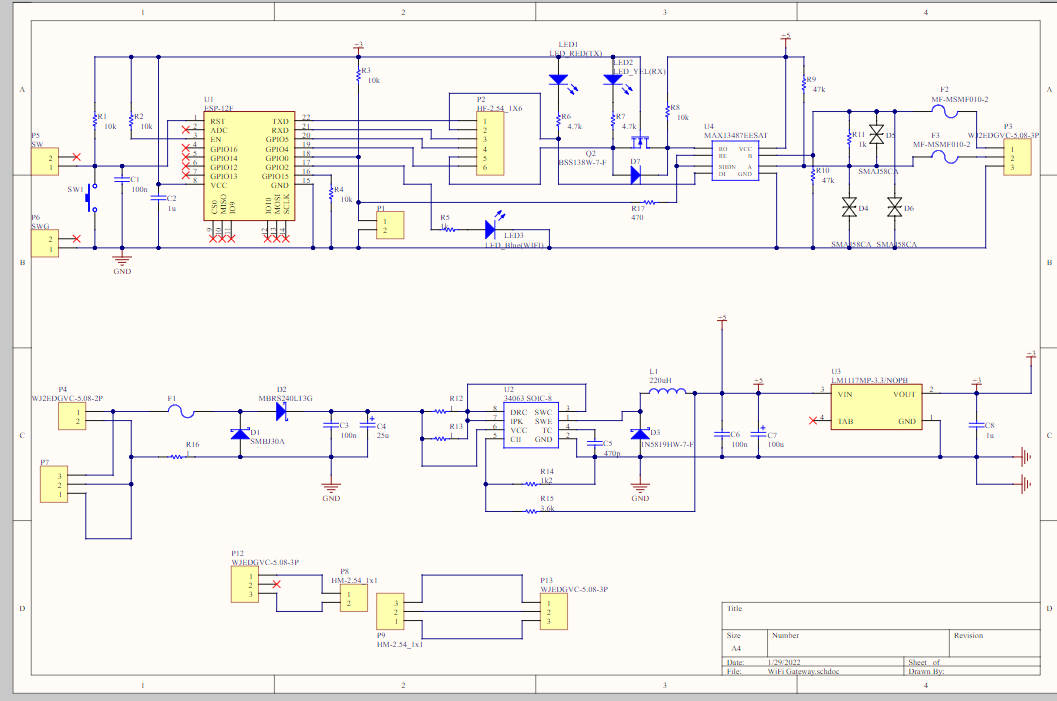 1 2 3 4
A A
B B
C C
D D
+3
+5
LED1
LED_RED(TX)
LED2
LED_YEL(RX)
R3
10k
R9
47k
F2
MF-MSMF010-2
U1
ESP-12F
P2
HF-2.54_1X6
R1
10k
R2
10k
1 RST TXD 22
2 ADC RXD 21
3 EN GPIO5 20
4 GPIO16 GPIO4 19
5 GPIO14 GPIO0 18
6 GPIO12 GPIO2 17
7 GPIO13 GPIO15 16
8 VCC GND 15
CS0
MISO
IO9
IO10
MOSI
SCLK
9
10
11
12
13
14
1
2
3
4
5
6
R6
4.7k
R7
4.7k
R8
10k
Q2
BSS138W-7-F
D7
U4
MAX13487EESAT
RO VCC
RE B
SHDN A
DI GND
R11
1k
D5
SMAJ58CA
F3
MF-MSMF010-2
P3
WJ2EDGVC-5.08-3P
1
2
3
P5
SW
2
1
SW1
C1
100n
C2
1u
R4
10k
R10
47k
R17
470
D4
D6
SMAJ58CA
SMAJ58CA
P6
SWG
2
1
P1
1
2
R5
LED3
LED_Blue(WIFI)
GND
+5
+3
P4
WJ2EDGVC-5.08-2P
1
2
F1
D2
MBRS240LT3G
R16
1
D1
SMBJ30A
C3
100n
C4
25u
+
GND
R12
1
R13
1
U2
34063 SOIC-8
8 DRC SWC 1
7 IPK SWE 2
6 VCC TC 3
5 CII GND 4
C5
470p
R14
1k2
R15
3.6k
L1
220uH
D3
1N5819HW-7-F
GND
C6
100n
+5
C7
100u
+
U3
LM1117MP-3.3/NOPB
3 VIN VOUT 2
4 TAB GND 1
+3
C8
1u
P7
3
2
1
P12
WJEDGVC-5.08-3P
1
2
3
P8
HM-2.54_1x1
1
2
3
2
1
P9
HM-2.54_1x1
P13
WJEDGVC-5.08-3P
1
2
3
Title
Size Number Revision
A4
Date: 1/29/2022 Sheet of
File: WiFi Gateway.schdoc Drawn By:
1 2 3 4